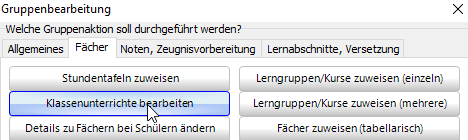 Gruppenbearbeitung
Welche Gruppenaktion soll durchgeführt werden?
Allgemeines Fächer Noten, Zeugnisvorbereitung Lernabschnitte, Versetzung
Stundentafeln zuweisen Lerngruppen/Kurse zuweisen (einzeln)
Klassenunterrichte bearbeiten Lerngruppen/Kurse zuweisen (mehrere)
Details zu Fächern bei Schülern ändern Fächer zuweisen (tabellarisch)